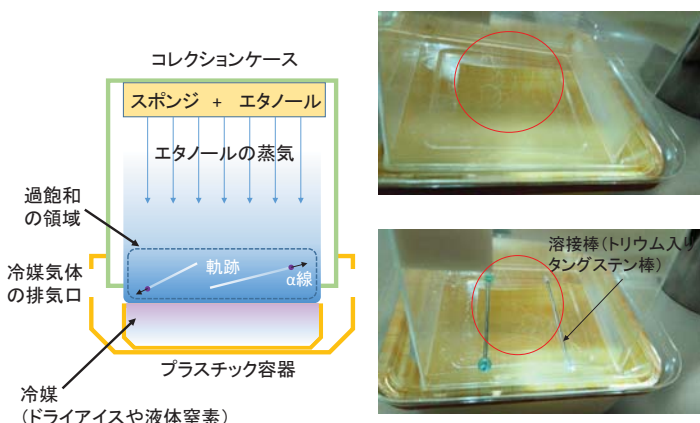 コレクションケース
スポンジ + エタノール
エタノールの蒸気
過飽和
の領域
軌跡
α線
冷媒気体
の排気口
プラスチック容器
冷媒
(ドライアイスや液体窒素)
溶接棒(トリウム入り
タングステン棒)